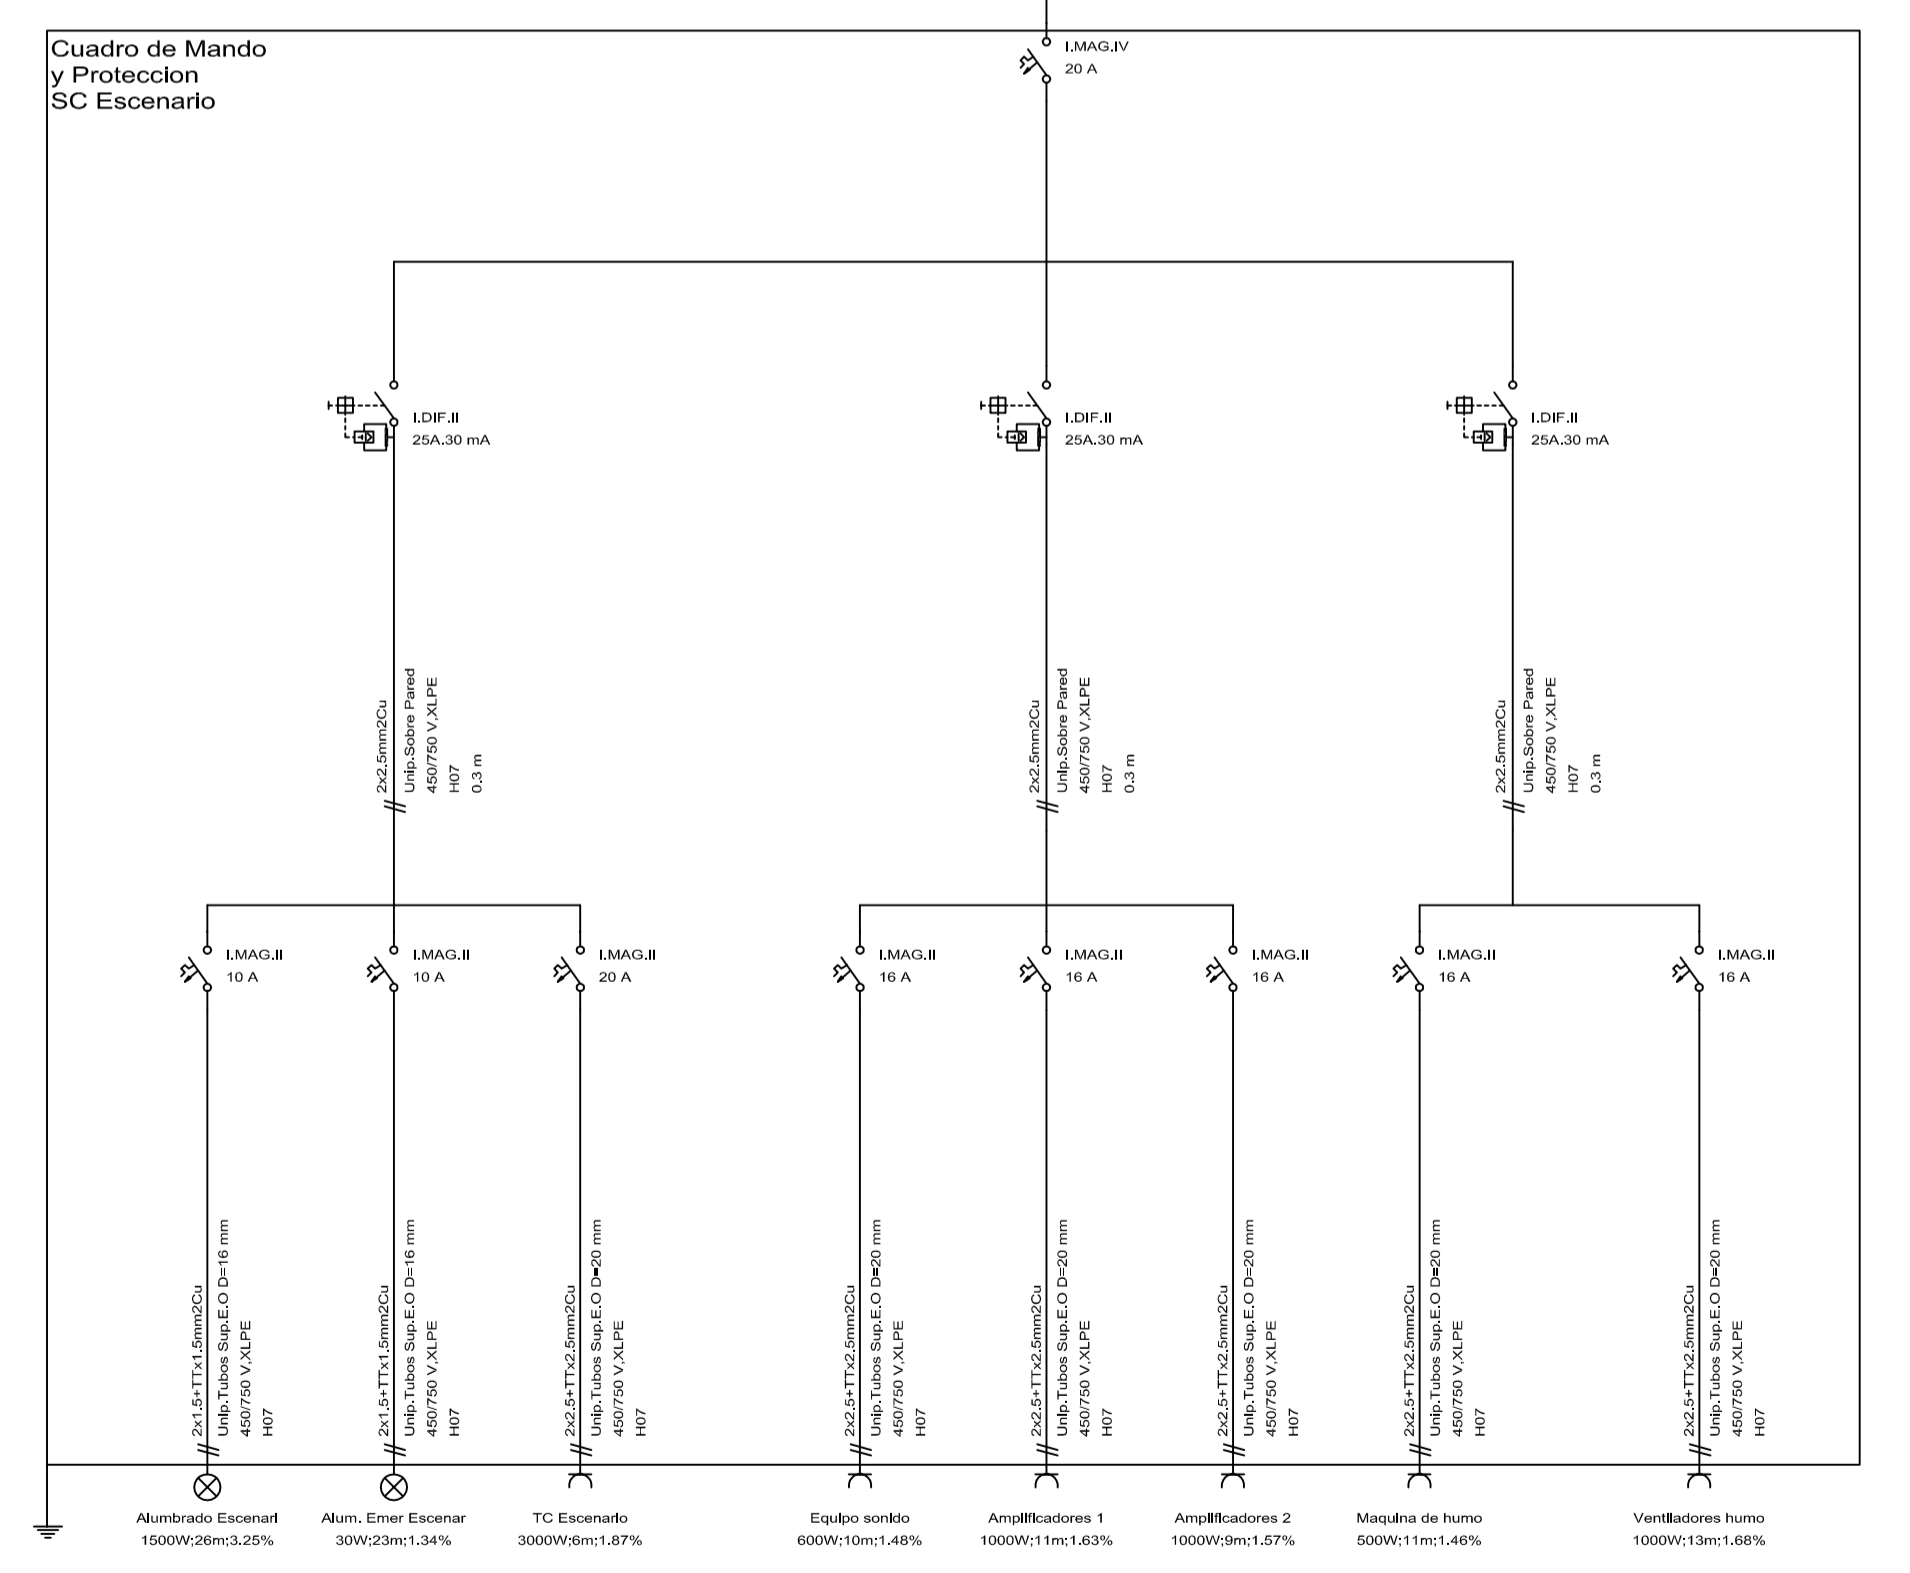 Cuadro de Mando
y Proteccion
SC Escenario
I.MAG.IV
20 A
I.DIF.II
25A.30 mA
I.DIF.II
25A.30 mA
I.DIF.II
25A.30 mA
2x2.5mm2Cu
Unip.Sobre Pared
450/750 V,XLPE
H07
0.3 m
2x2.5mm2Cu
Unip.Sobre Pared
450/750 V,XLPE
H07
0.3 m
2x2.5mm2Cu
Unip.Sobre Pared
450/750 V,XLPE
H07
0.3 m
I.MAG.II
10 A
I.MAG.II
10 A
I.MAG.II
20 A
I.MAG.II
16 A
I.MAG.II
16 A
I.MAG.II
16 A
I.MAG.II
16 A
I.MAG.II
16 A
2x1.5+TTx1.5mm2Cu
Unip.Tubos Sup.E.O D=16 mm
450/750 V,XLPE
H07
2x1.5+TTx1.5mm2Cu
Unip.Tubos Sup.E.O D=16 mm
450/750 V,XLPE
H07
2x2.5+TTx2.5mm2Cu
Unip.Tubos Sup.E.O D=20 mm
450/750 V,XLPE
H07
2x2.5+TTx2.5mm2Cu
Unip.Tubos Sup.E.O D=20 mm
450/750 V,XLPE
H07
2x2.5+TTx2.5mm2Cu
Unip.Tubos Sup.E.O D=20 mm
450/750 V,XLPE
H07
2x2.5+TTx2.5mm2Cu
Unip.Tubos Sup.E.O D=20 mm
450/750 V,XLPE
H07
2x2.5+TTx2.5mm2Cu
Unip.Tubos Sup.E.O D=20 mm
450/750 V,XLPE
H07
2x2.5+TTx2.5mm2Cu
Unip.Tubos Sup.E.O D=20 mm
450/750 V,XLPE
H07
Alumbrado Escenari
1500W;26m;3.25%
Alum. Emer Escenar
30W;23m;1.34%
TC Escenario
3000W;6m;1.87%
Equipo sonido
600W;10m;1.48%
Amplificadores 1
1000W;11m;1.63%
Amplificadores 2
1000W;9m;1.57%
Maquina de humo
500W;11m;1.46%
Ventiladores humo
1000W;13m;1.68%